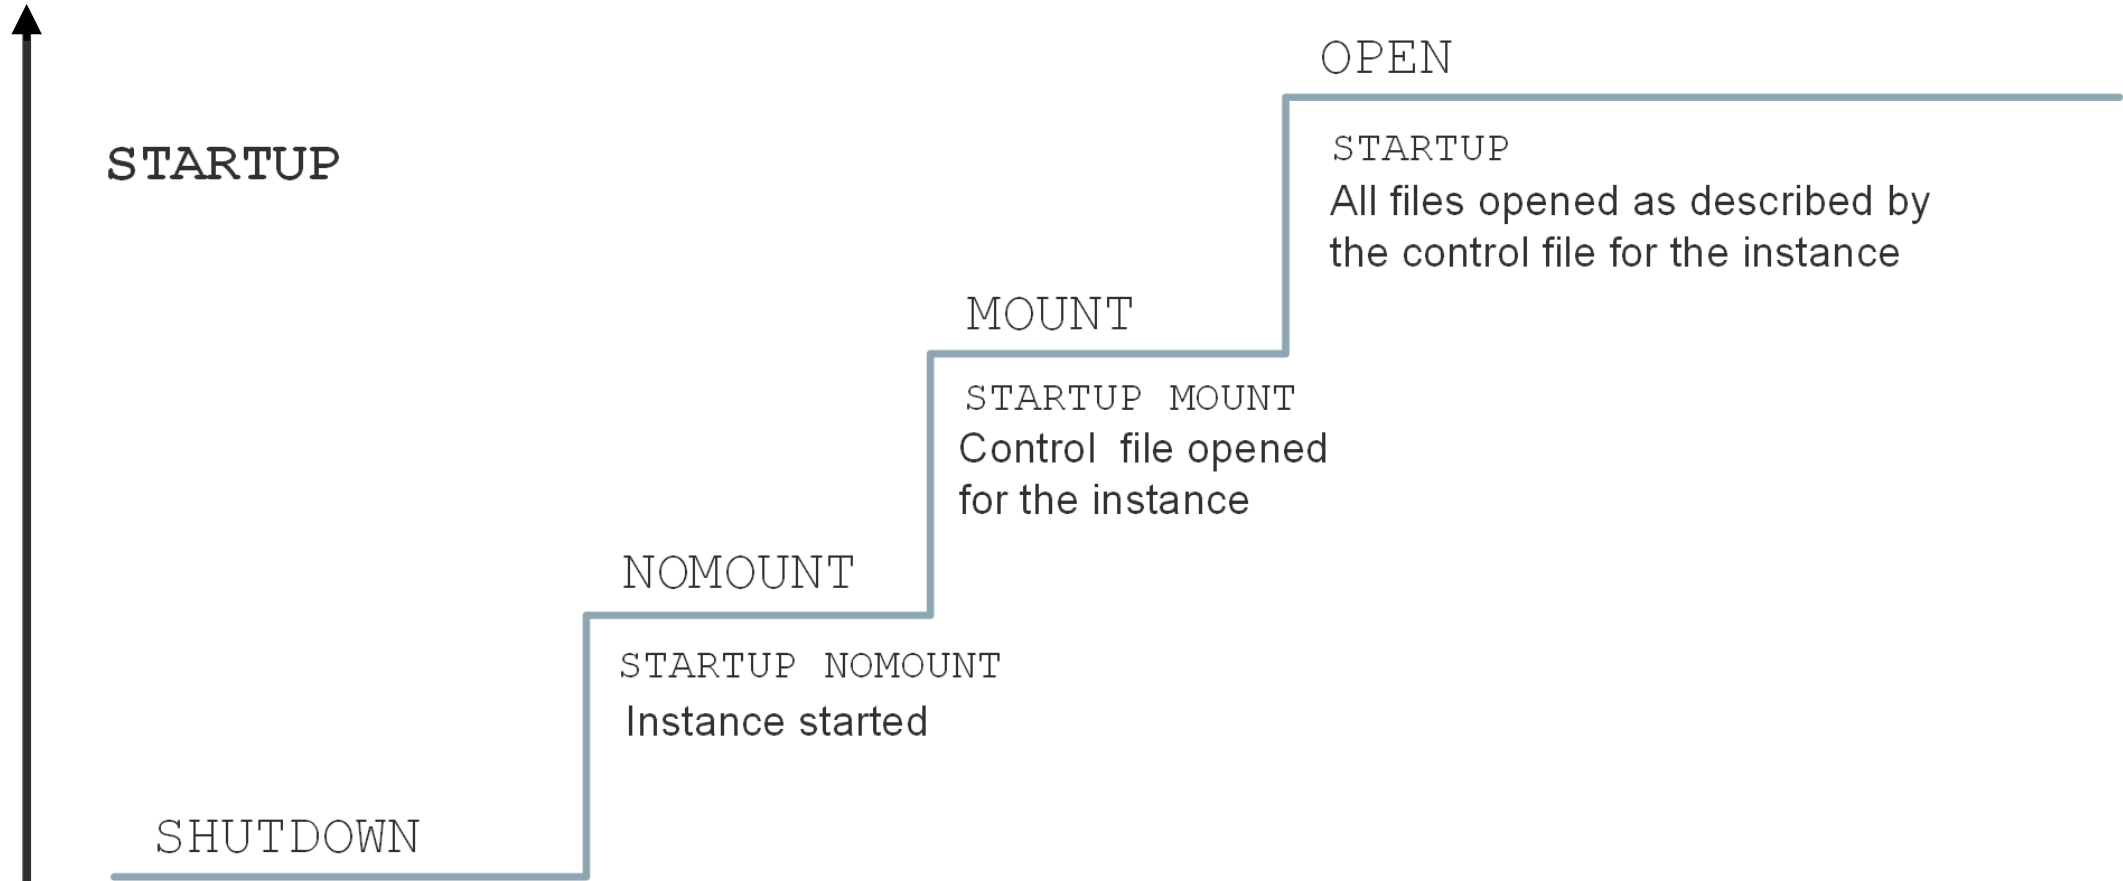 OPEN
STARTUP
STARTUP
All files opened as described by
the control file for the instance
MOUNT
STARTUP MOUNT
Control file opened
for the instance
NOMOUNT
STARTUP NOMOUNT
Instance started
SHUTDOWN